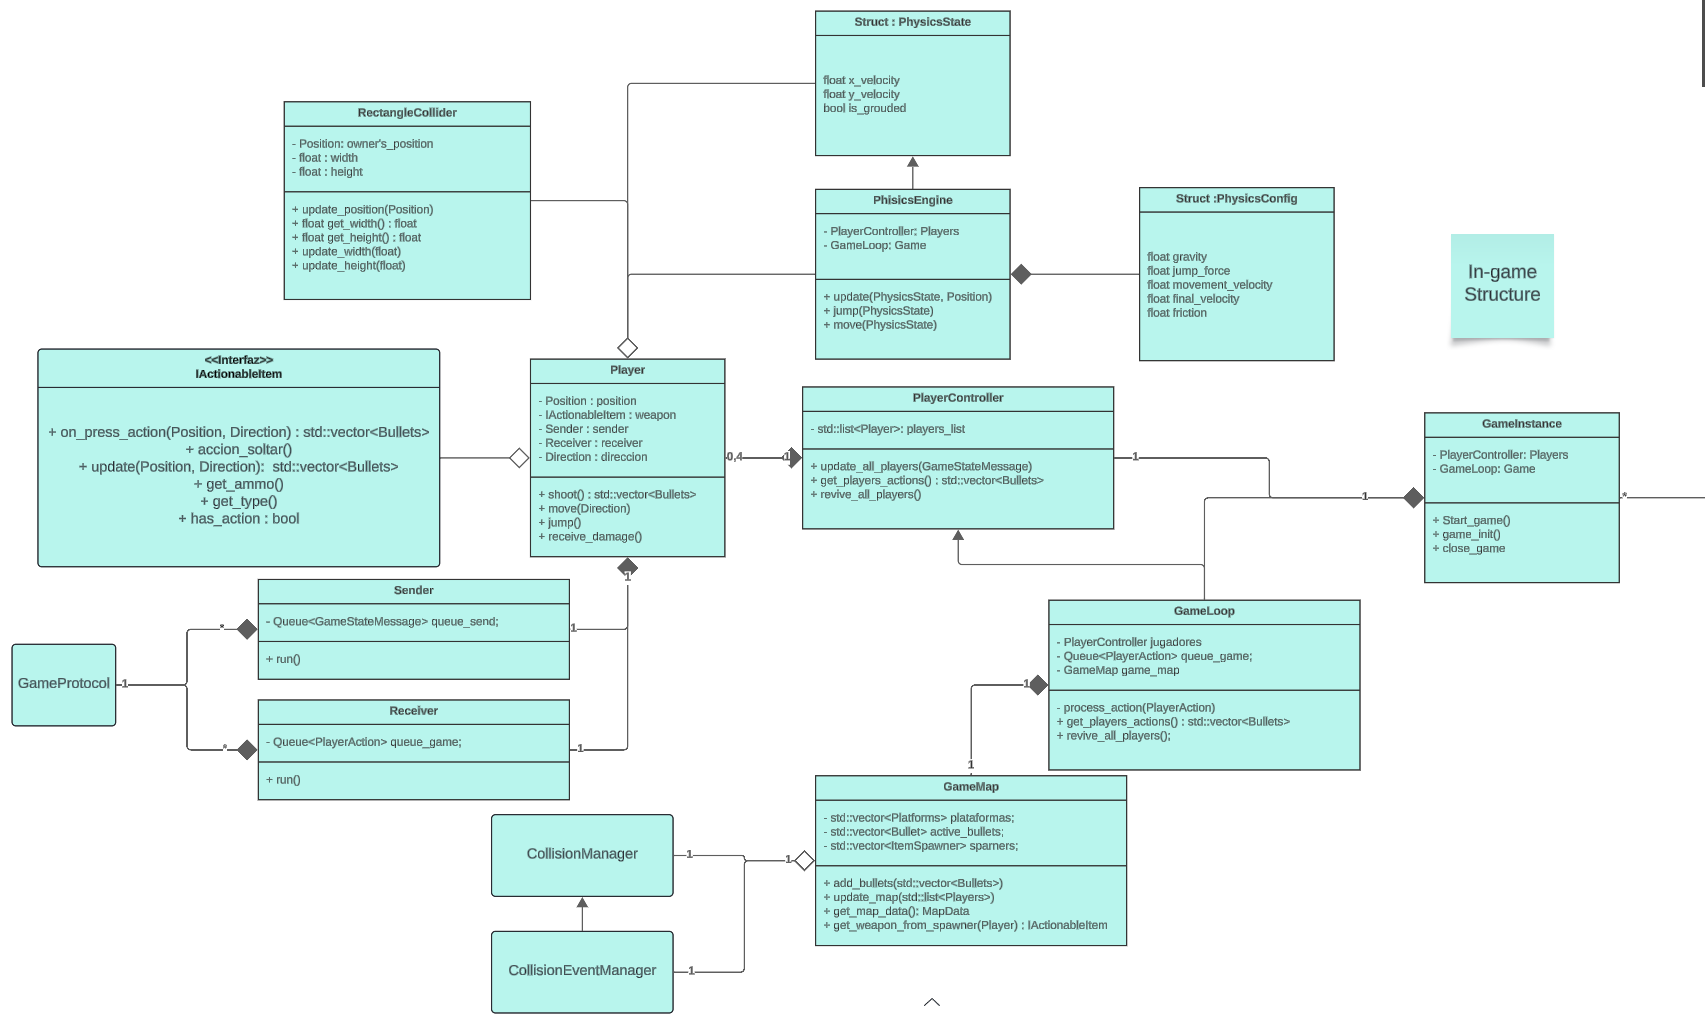 Struct : PhysicsState
float x_velocity
float y_velocity
bool is_grouded
RectangleCollider
- Position: owner's_position
- float : width
- float : height
+ update_position(Position)
+ float get_width() : float
+ float get_height() : float
+ update_width(float)
+ update_height(float)
PhisicsEngine
- PlayerController: Players
- GameLoop: Game
+ update(PhysicsState, Position)
+ jump(PhysicsState)
+ move(PhysicsState)
Struct :PhysicsConfig
float gravity
float jump_force
float movement_velocity
float final_velocity
float friction
In-game
Structure
<<Interfaz>>
IActionableItem
+ on_press_action(Position, Direction) : std::vector<Bullets>
+ accion_soltar()
+ update(Position, Direction):  std::vector<Bullets>
+ get_ammo()
+ get_type()
+ has_action : bool
Player
- Position : position
- IActionableItem : weapon
- Sender : sender
- Receiver : receiver
- Direction : direccion
+ shoot() : std::vector<Bullets>
+ move(Direction)
+ jump()
+ receive_damage()
0,4
1
PlayerController
- std::list<Player>: players_list
+ update_all_players(GameStateMessage)
+ get_players_actions() : std::vector<Bullets>
+ revive_all_players()
1
1
GameInstance
- PlayerController: Players
- GameLoop: Game
+ Start_game()
+ game_init()
+ close_game
*
1
Sender
- Queue<GameStateMessage> queue_send;
+ run()
*
1
GameProtocol
1
Receiver
- Queue<PlayerAction> queue_game;
+ run()
*
1
GameLoop
- PlayerController jugadores
- Queue<PlayerAction> queue_game;
- GameMap game_map
- process_action(PlayerAction)
+ get_players_actions() : std::vector<Bullets>
+ revive_all_players();
1
1
GameMap
- std::vector<Platforms> plataformas;
- std::vector<Bullet> active_bullets;
- std::vector<ItemSpawner> sparners;
+ add_bullets(std::vector<Bullets>)
+ update_map(std::list<Players>)
+ get_map_data(): MapData
+ get_weapon_from_spawner(Player) : IActionableItem
CollisionManager
1
1
CollisionEventManager
1